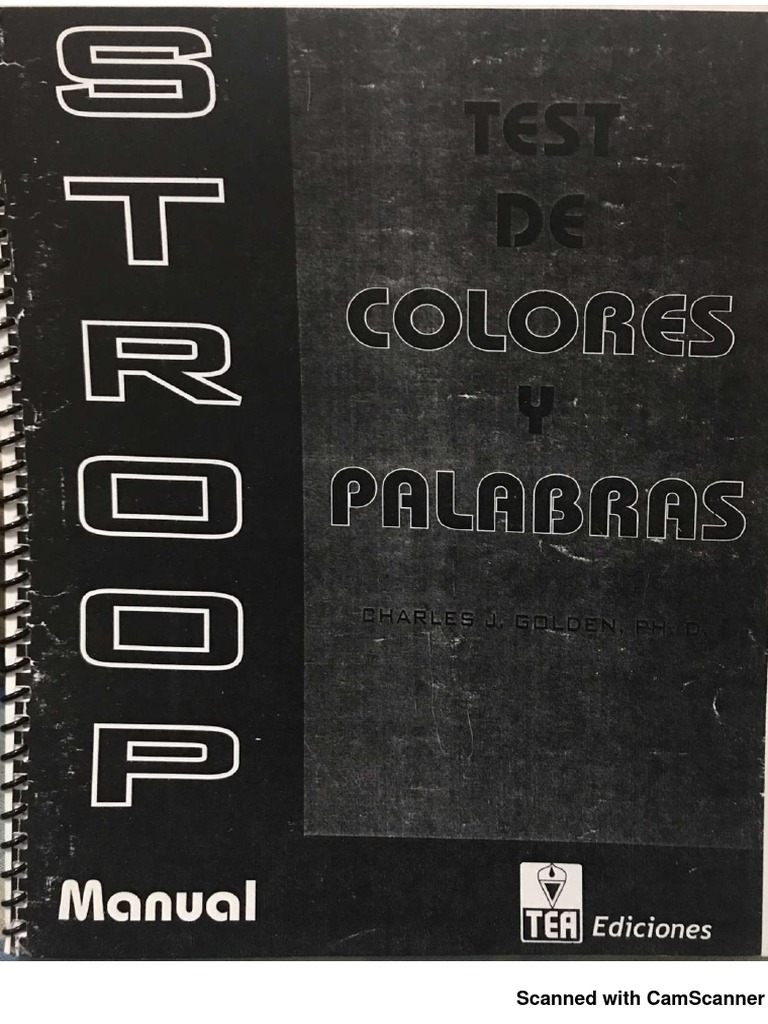 STROOP
TEST
DE
COLORES
Y
PALABRAS
CHARLES J. GOLDEN, PH. D.
Manual
TEA Ediciones
Scanned with CamScanner